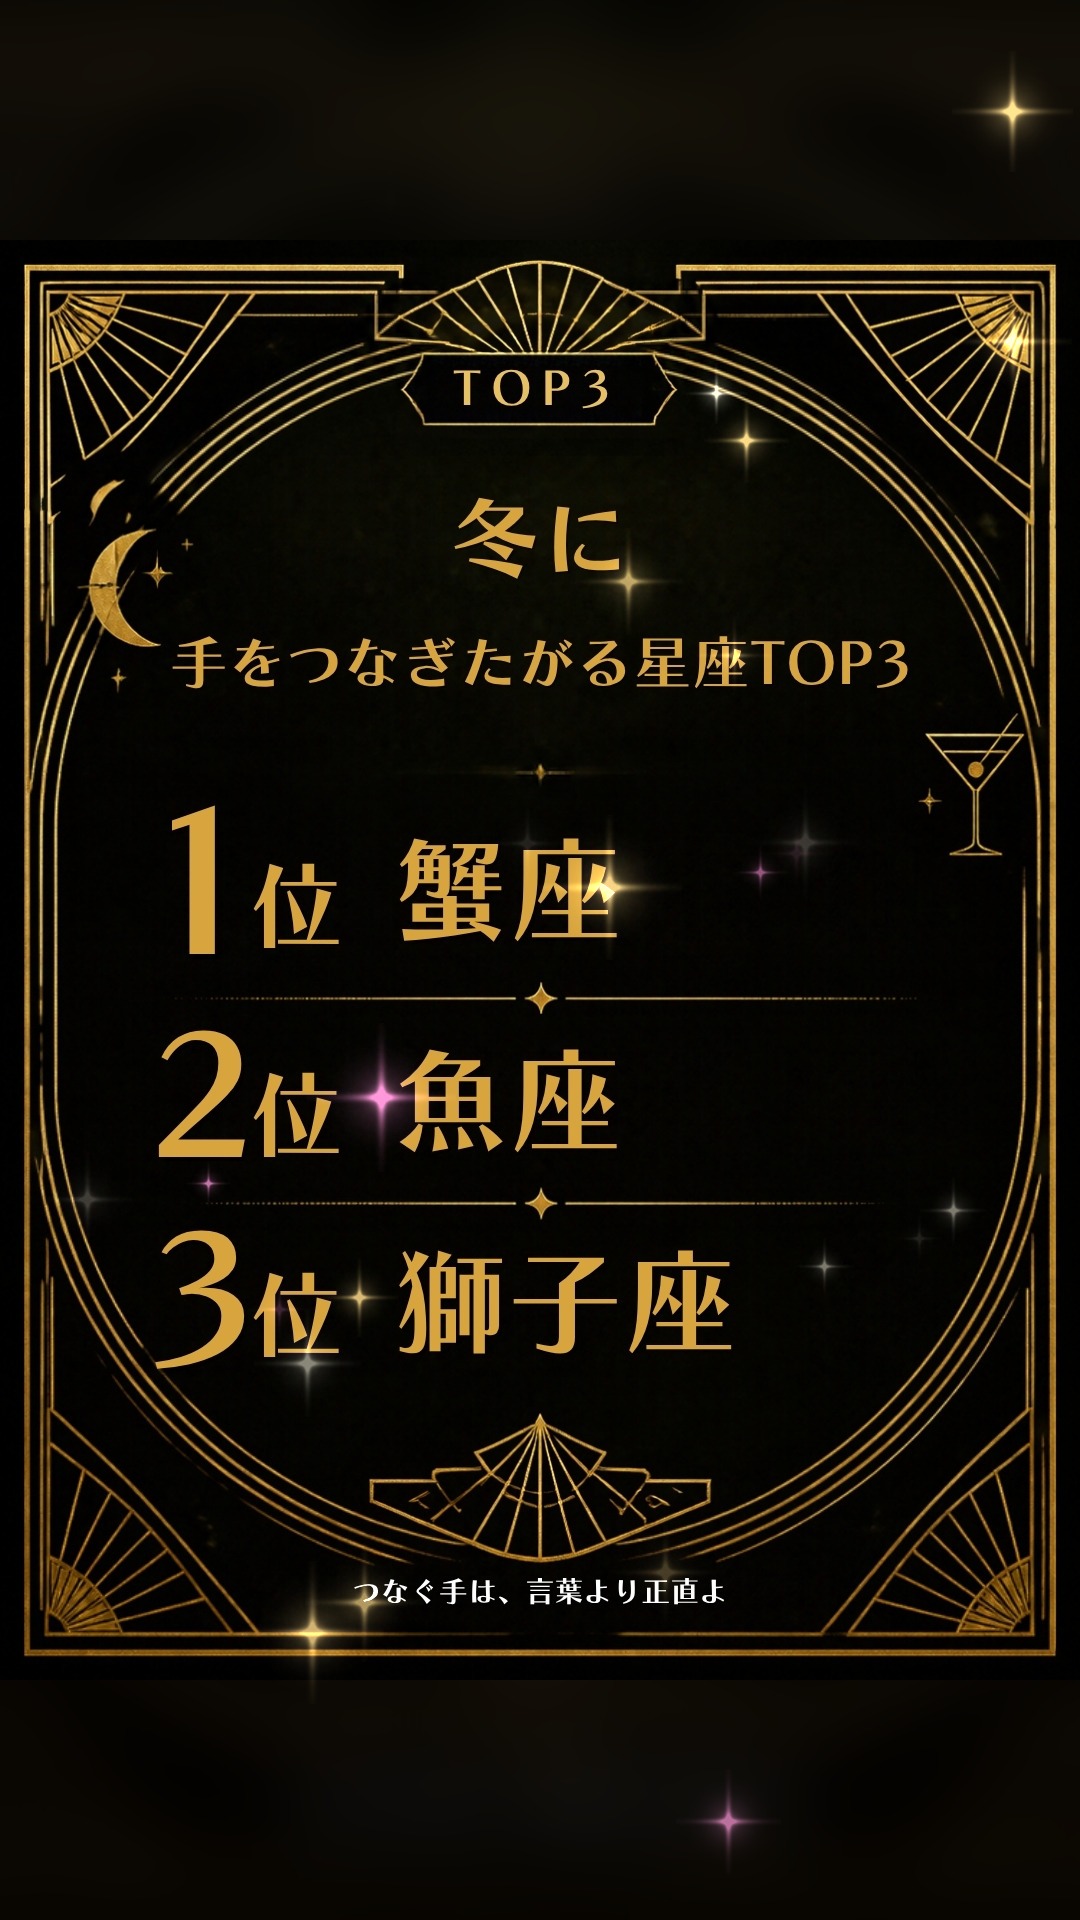 TOP3
冬に
手をつなぎたがる星座TOP3
1位 蟹座
2位 魚座
3位 獅子座
つなぐ手は、言葉より正直よ